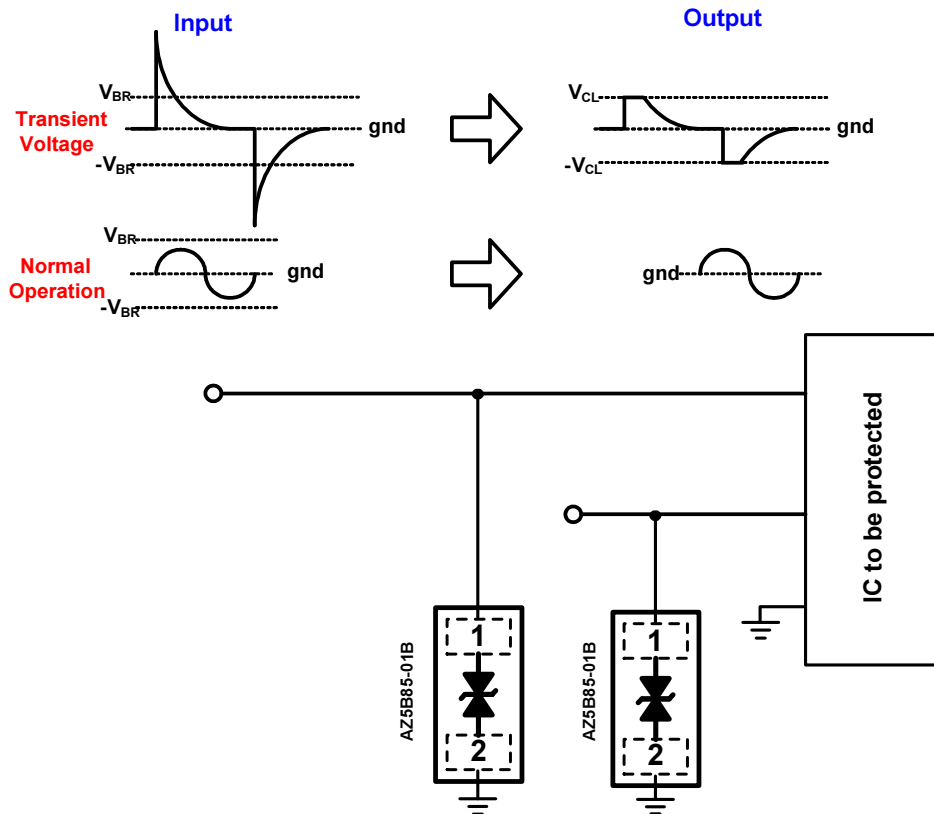 Input
Output
VBR
Transient
Voltage
-VBR
gnd
VCL
gnd
-VCL
VBR
Normal
Operation
-VBR
gnd
gnd
IC to be protected
AZ5B85-01B
1
2
AZ5B85-01B
1
2